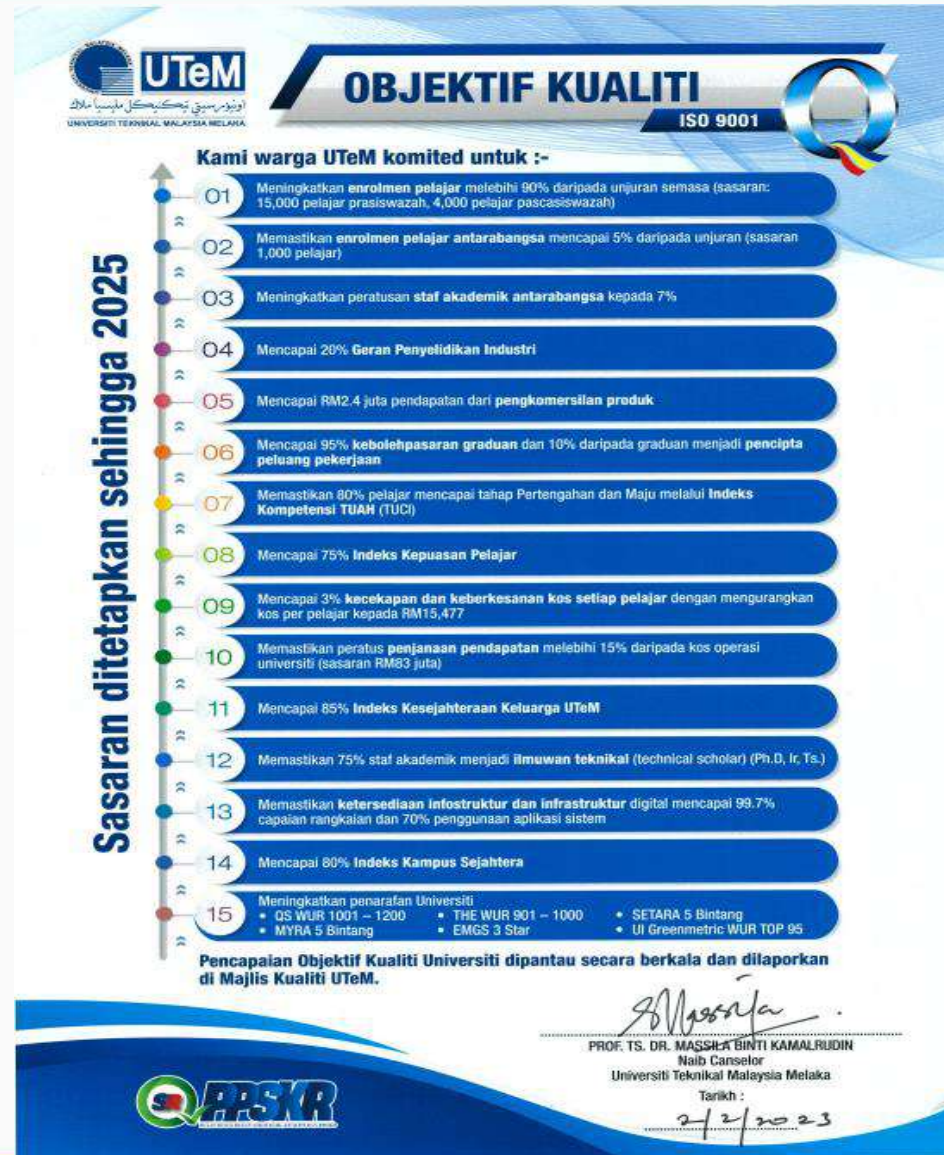 UTeM
اونيۏرسيتي تيكنيكل مليسيا ملاك
UNIVERSITI TEKNIKAL MALAYSIA MELAKA
OBJEKTIF KUALITI
ISO 9001
Kami warga UTeM komited untuk :-
Sasaran ditetapkan sehingga 2025
01
Meningkatkan enrolmen pelajar melebihi 90% daripada unjuran semasa (sasaran:
15,000 pelajar prasiswazah, 4,000 pelajar pascasiswazah)
02
Memastikan enrolmen pelajar antarabangsa mencapai 5% daripada unjuran (sasaran
1,000 pelajar)
03
Meningkatkan peratusan staf akademik antarabangsa kepada 7%
04
Mencapai 20% Geran Penyelidikan Industri
05
Mencapai RM2.4 juta pendapatan dari pengkomersilan produk
06
Mencapai 95% kebolehpasaran graduan dan 10% daripada graduan menjadi pencipta
peluang pekerjaan
07
Memastikan 80% pelajar mencapai tahap Pertengahan dan Maju melalui Indeks
Kompetensi TUAH (TUCI)
08
Mencapai 75% Indeks Kepuasan Pelajar
09
Mencapai 3% kecekapan dan keberkesanan kos setiap pelajar dengan mengurangkan
kos per pelajar kepada RM15,477
10
Memastikan peratus penjanaan pendapatan melebihi 15% daripada kos operasi
universiti (sasaran RM83 juta)
11
Mencapai 85% Indeks Kesejahteraan Keluarga UTeM
12
Memastikan 75% staf akademik menjadi ilmuwan teknikal (technical scholar) (Ph.D, Ir, Ts.)
13
Memastikan ketersediaan infostruktur dan infrastruktur digital mencapai 99.7%
capaian rangkaian dan 70% penggunaan aplikasi sistem
14
Mencapai 80% Indeks Kampus Sejahtera
15
Meningkatkan penarafan Universiti
• QS WUR 1001 – 1200 • THE WUR 901 – 1000 • SETARA 5 Bintang
• MYRA 5 Bintang • EMGS 3 Star • UI Greenmetric WUR TOP 95
Pencapaian Objektif Kualiti Universiti dipantau secara berkala dan dilaporkan
di Majlis Kualiti UTeM.
PROF. TS. DR. MASSILA BINTI KAMALRUDIN
Naib Canselor
Universiti Teknikal Malaysia Melaka
Tarikh :
2/2/2023
PPSKR